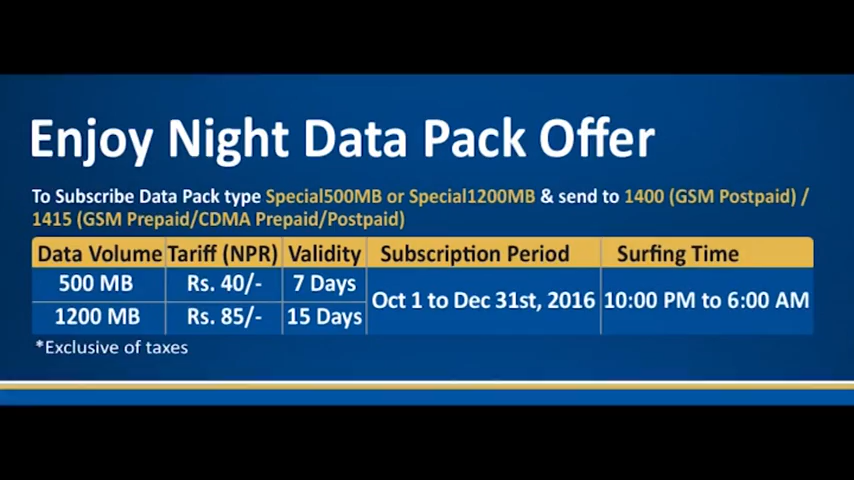 Enjoy Night Data Pack Offer
To Subscribe Data Pack type Special500MB or Special1200MB & send to 1400 (GSM Postpaid) /
1415 (GSM Prepaid/CDMA Prepaid/Postpaid)
Data Volume Tariff (NPR) Validity Subscription Period Surfing Time
500 MB Rs. 40/- 7 Days
Oct 1 to Dec 31st, 2016 10:00 PM to 6:00 AM
1200 MB Rs. 85/- 15 Days
*Exclusive of taxes